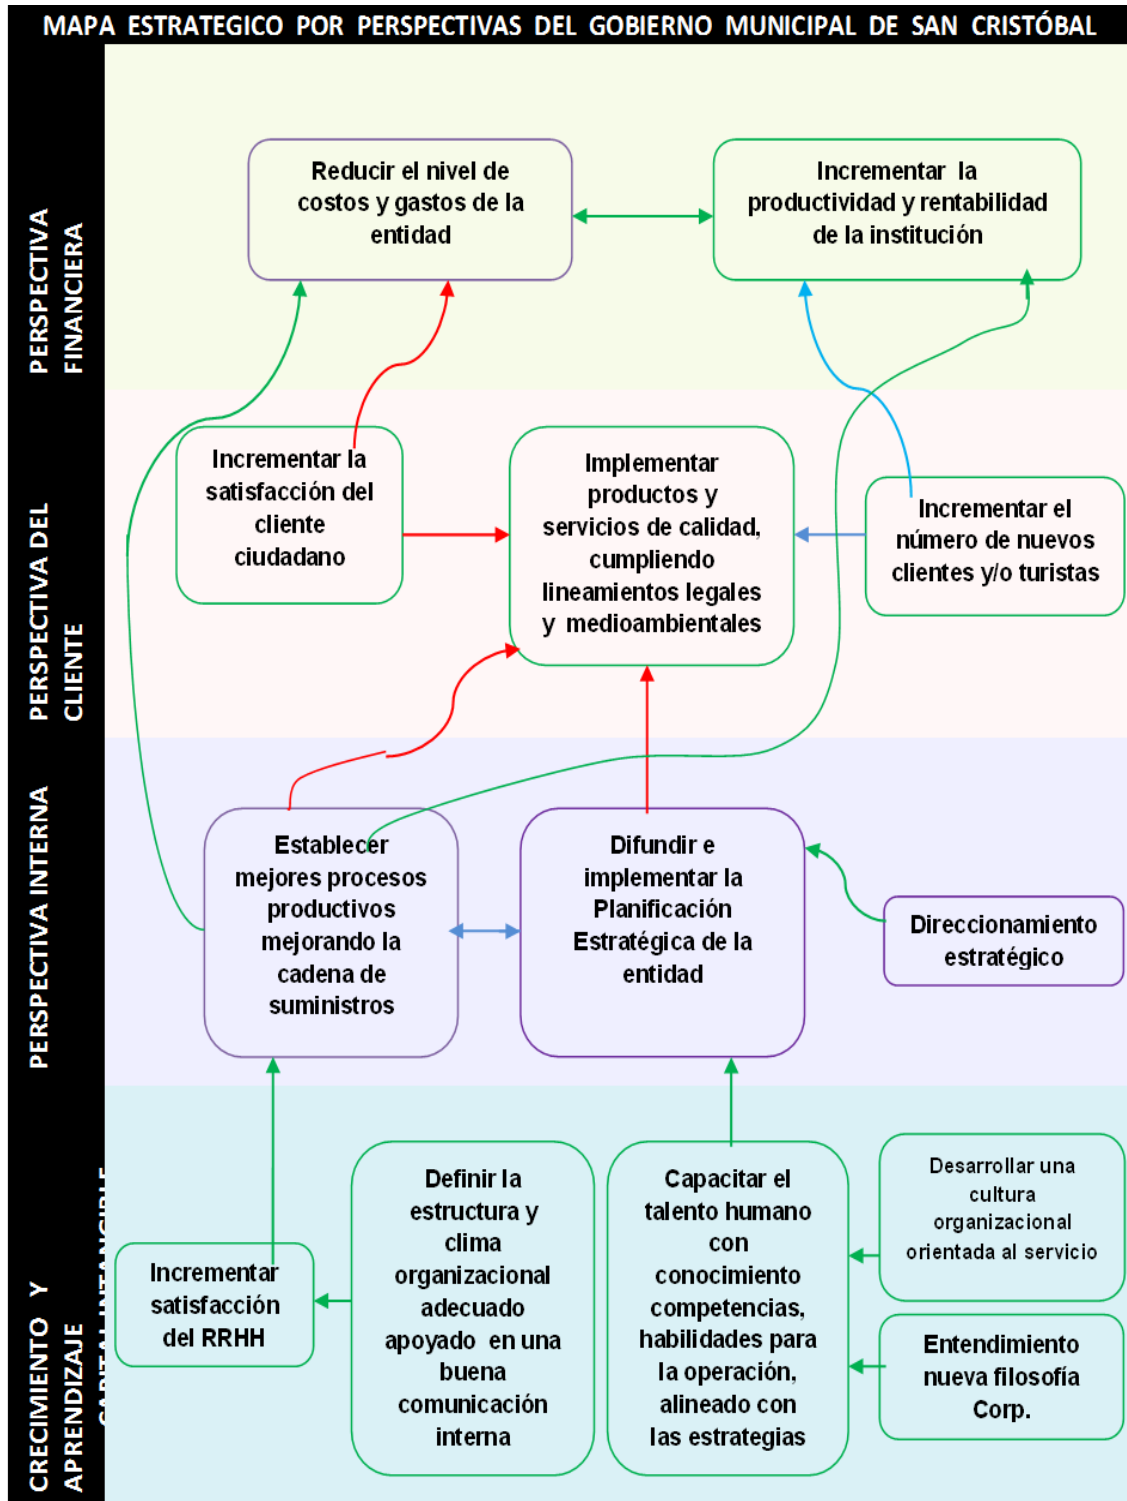 MAPA ESTRATEGICO POR PERSPECTIVAS DEL GOBIERNO MUNICIPAL DE SAN CRISTÓBAL
PERSPECTIVA
FINANCIERA
Reducir el nivel de
costos y gastos de la
entidad
Incrementar la
productividad y rentabilidad
de la institución
PERSPECTIVA DEL
CLIENTE
Incrementar la
satisfacción del
cliente
ciudadano
Implementar
productos y
servicios de calidad,
cumpliendo
lineamientos legales
y medioambientales
Incrementar el
número de nuevos
clientes y/o turistas
PERSPECTIVA INTERNA
Establecer
mejores procesos
productivos
mejorando la
cadena de
suministros
Difundir e
implementar la
Planificación
Estratégica de la
entidad
Direccionamiento
estratégico
CRECIMIENTO Y
APRENDIZAJE
CAPITAL INTANGIBLE
Incrementar
satisfacción
del RRHH
Definir la
estructura y
clima
organizacional
adecuado
apoyado en una
buena
comunicación
interna
Capacitar el
talento humano
con
conocimiento
competencias,
habilidades para
la operación,
alineado con
las estrategias
Desarrollar una
cultura
organizacional
orientada al servicio
Entendimiento
nueva filosofía
Corp.